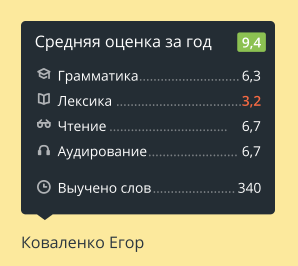 Средняя оценка за год 9,4
Грамматика 6,3
Лексика 3,2
Чтение 6,7
Аудирование 6,7
Выучено слов 340
Коваленко Егор